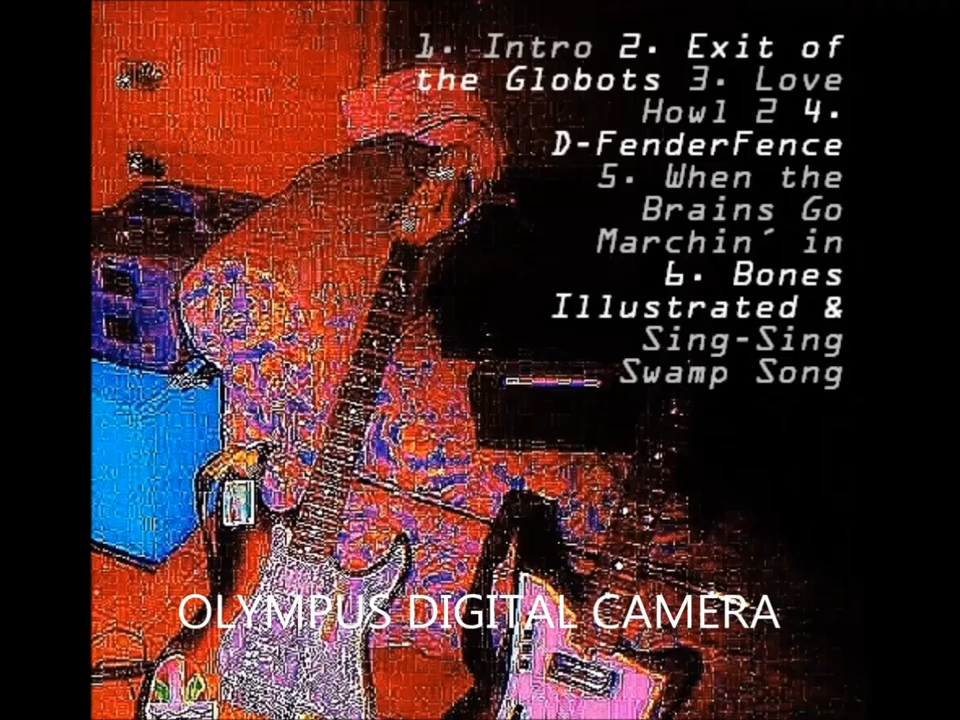 1. Intro 2. Exit of
the Globots 3. Love
Howl 2 4.
D-FenderFence
5. When the
Brains Go
Marchin´ in
6. Bones
Illustrated &
Sing-Sing
Swamp Song
OLYMPUS DIGITAL CAMERA